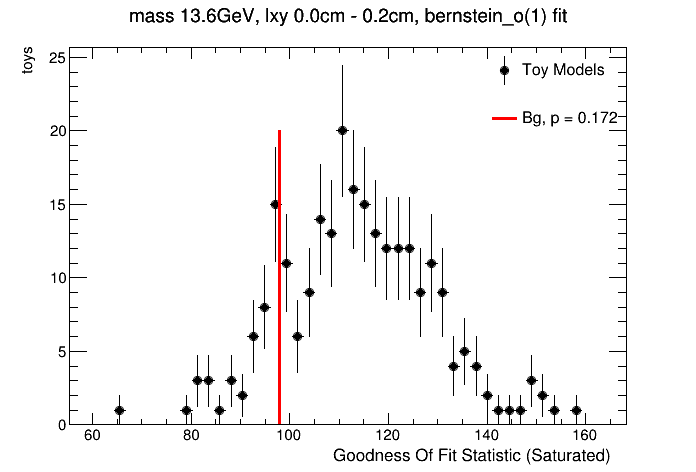 mass 13.6GeV, lxy 0.0cm - 0.2cm, bernstein_o(1) fit
toys
25
20
15
10
5
0
Toy Models
Bg, p = 0.172
60 80 100 120 140 160
Goodness Of Fit Statistic (Saturated)